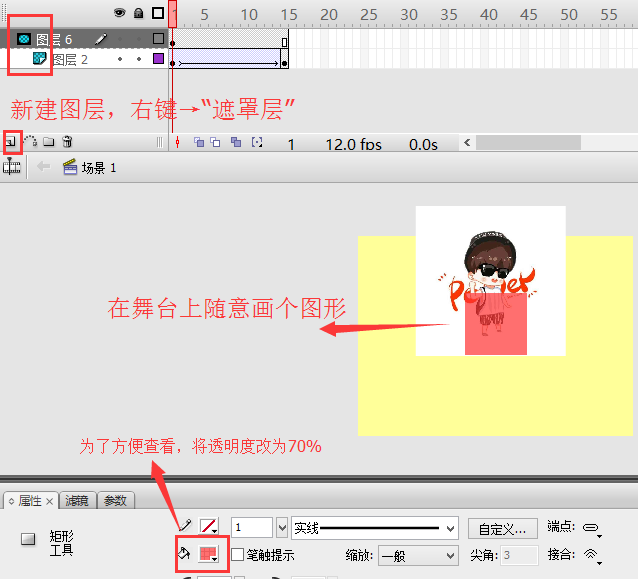 5 10 15 20 25 30 35 40 45 50 55
图层 6
图层 2
新建图层，右键→“遮罩层”
1 12.0 fps 0.0s
场景 1
在舞台上随意画个图形
为了方便查看，将透明度改为70%
属性 × 滤镜 参数
矩形
工具
1 实线 自定义... 端点:
笔触提示 缩放: 一般 尖角: 3 接合: